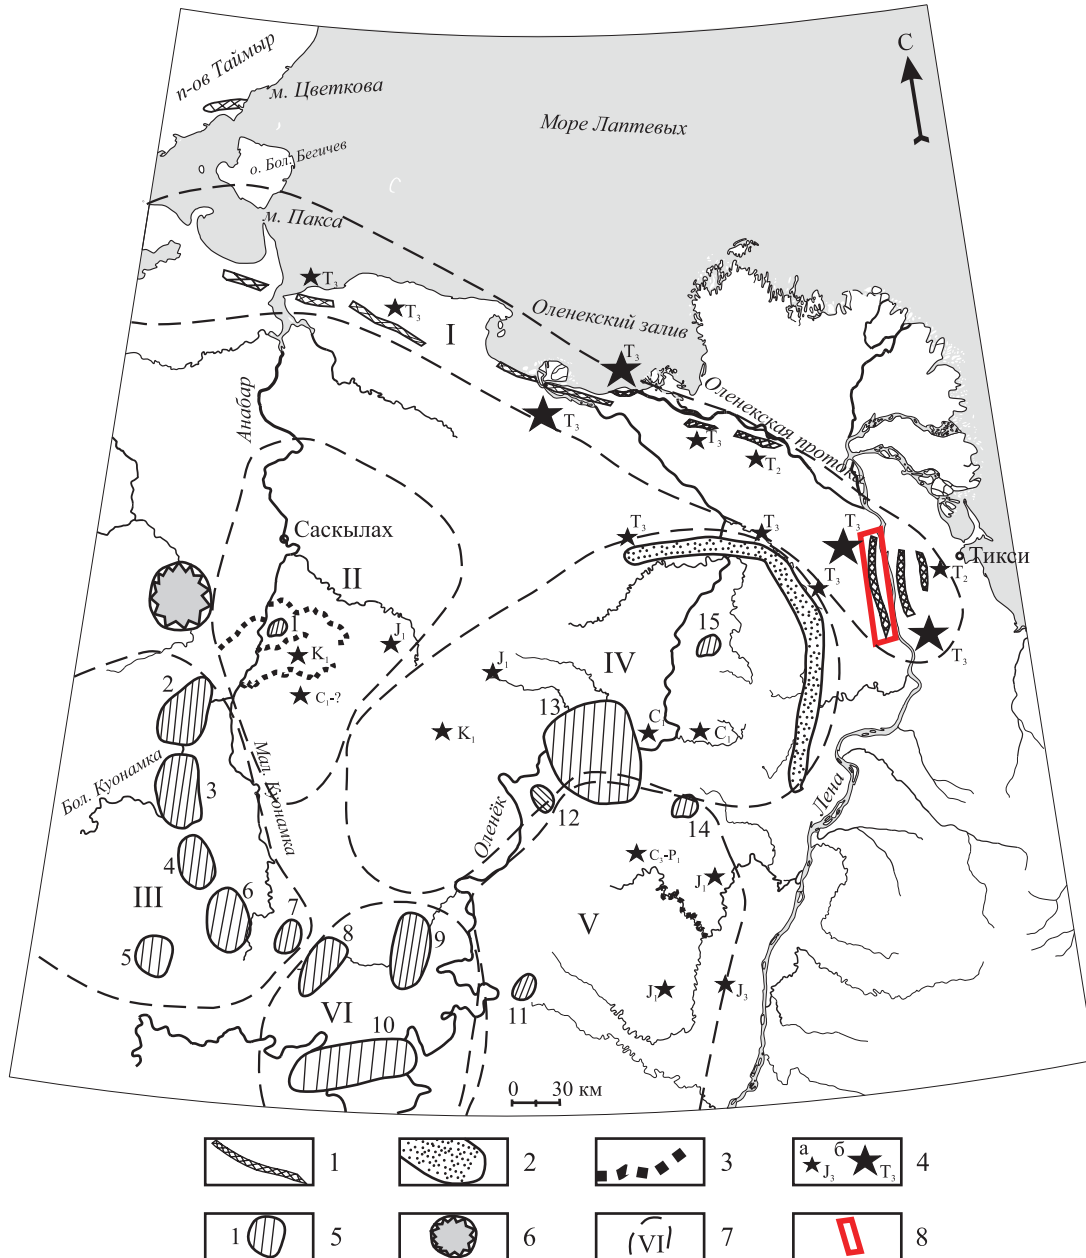 С
п-ов Таймыр
м. Цветкова
Море Лаптевых
о. Бол. Бегичев
м. Пакса
T₃
T₃
I
Оленекский залив
T₃
Оленекская протока
T₃
T₃
T₂
Анабар
Саскылах
T₃
T₃
T₃
Тикси
T₂
T₃
T₃
II
1
J₁
K₁
C₁-?
15
IV
J₁
2
13
K₁
C₁
C₁
Бол. Куонамка
3
Мал. Куонамка
Оленёк
12
14
Лена
4
C₃-P₁
J₁
III
6
7
8
9
V
5
J₁
J₃
11
VI
10
0 30 км
1
2
3
а
J₃
б
T₃
4
1
5
6
VI
7
8